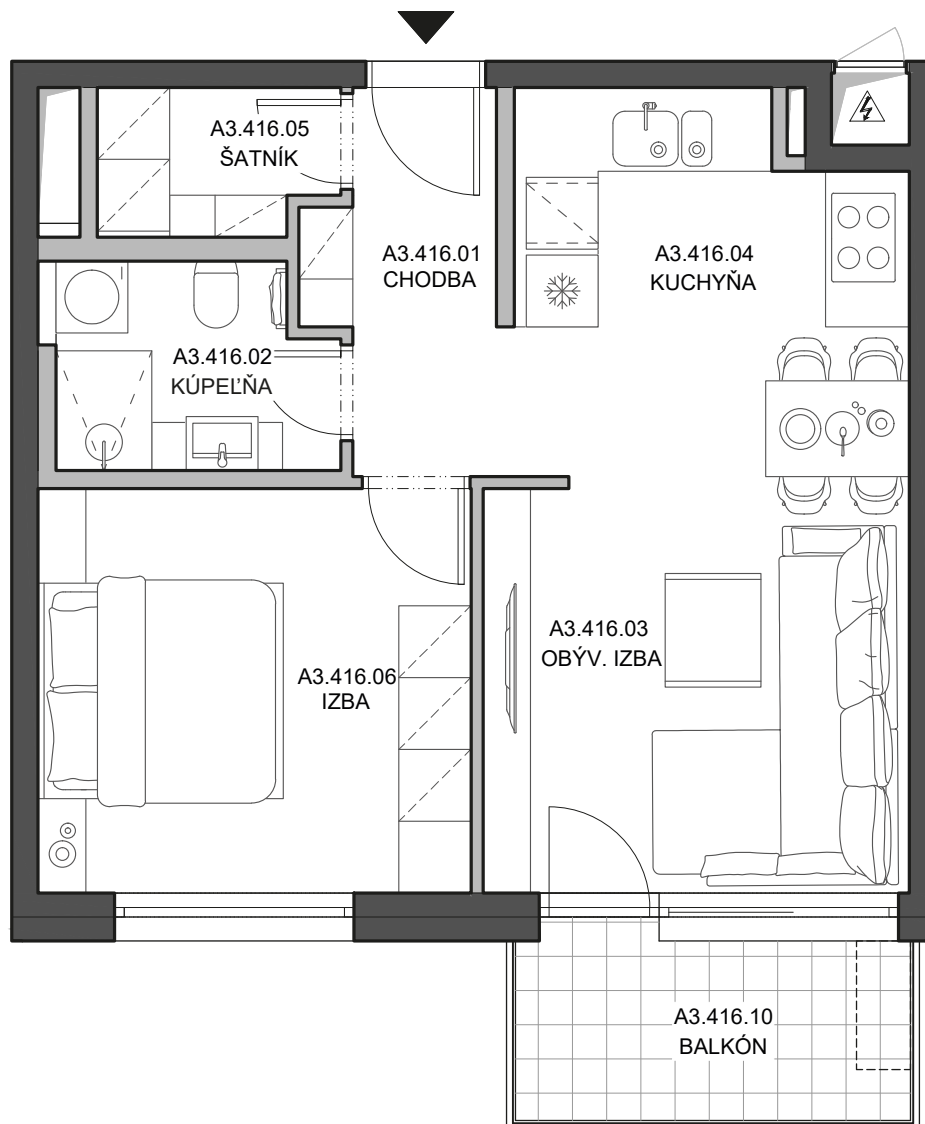 A3.416.05
ŠATNÍK
A3.416.01
CHODBA
A3.416.04
KUCHYŇA
A3.416.02
KÚPEĽŇA
A3.416.03
OBÝV. IZBA
A3.416.06
IZBA
A3.416.10
BALKÓN